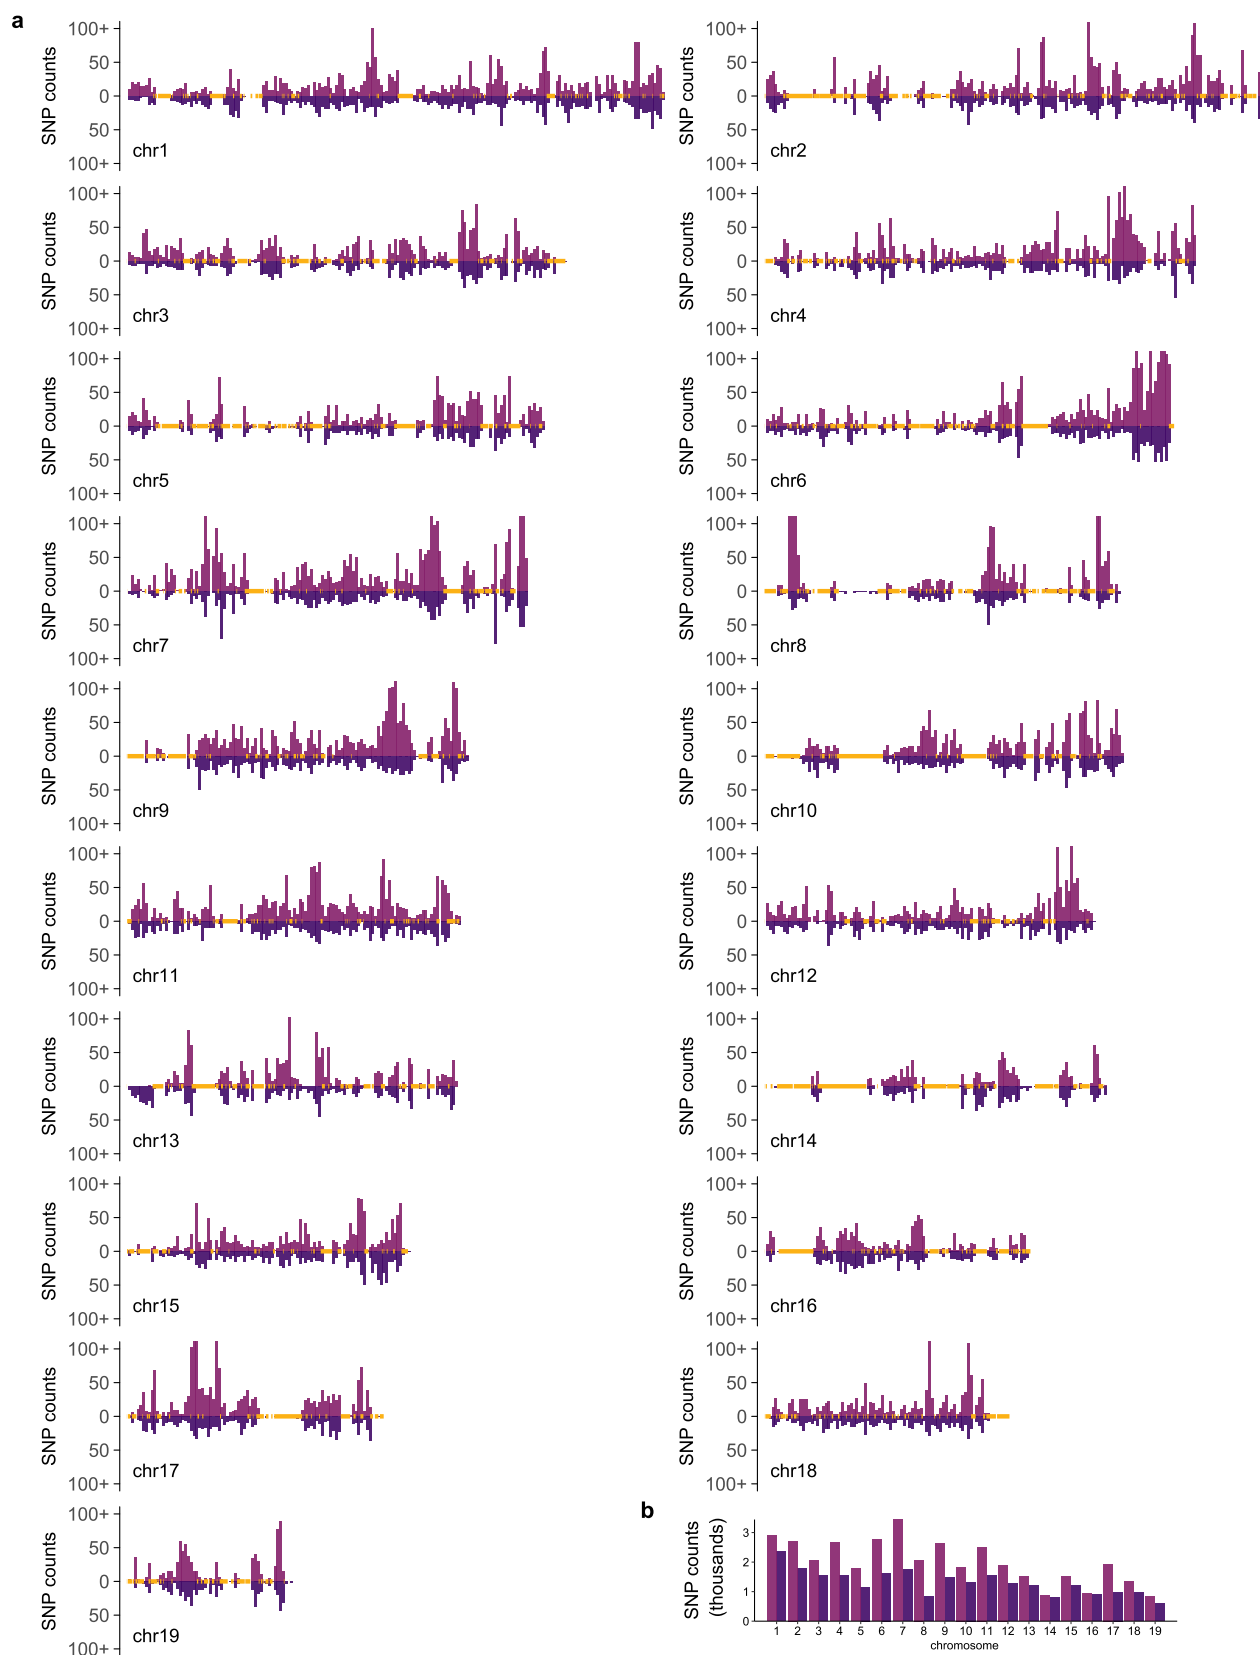 a
SNP counts
100+
50
0
50
100+
chr1
SNP counts
100+
50
0
50
100+
chr2
SNP counts
100+
50
0
50
100+
chr3
SNP counts
100+
50
0
50
100+
chr4
SNP counts
100+
50
0
50
100+
chr5
SNP counts
100+
50
0
50
100+
chr6
SNP counts
100+
50
0
50
100+
chr7
SNP counts
100+
50
0
50
100+
chr8
SNP counts
100+
50
0
50
100+
chr9
SNP counts
100+
50
0
50
100+
chr10
SNP counts
100+
50
0
50
100+
chr11
SNP counts
100+
50
0
50
100+
chr12
SNP counts
100+
50
0
50
100+
chr13
SNP counts
100+
50
0
50
100+
chr14
SNP counts
100+
50
0
50
100+
chr15
SNP counts
100+
50
0
50
100+
chr16
SNP counts
100+
50
0
50
100+
chr17
SNP counts
100+
50
0
50
100+
chr18
SNP counts
100+
50
0
50
100+
chr19
b
SNP counts
(thousands)
3
2
1
0
1 2 3 4 5 6 7 8 9 10 11 12 13 14 15 16 17 18 19
chromosome